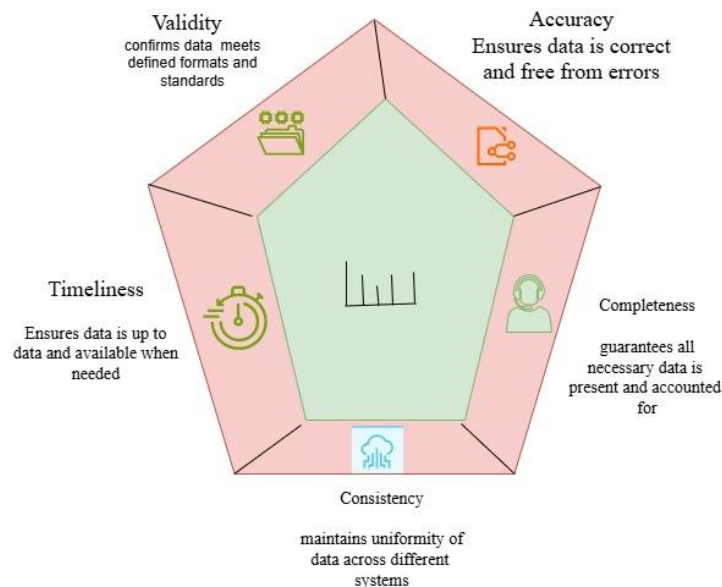 Validity
confirms data meets
defined formats and
standards
Accuracy
Ensures data is correct
and free from errors
Timeliness
Ensures data is up to
data and available when
needed
Completeness
guarantees all
necessary data is
present and accounted
for
Consistency
maintains uniformity of
data across different
systems